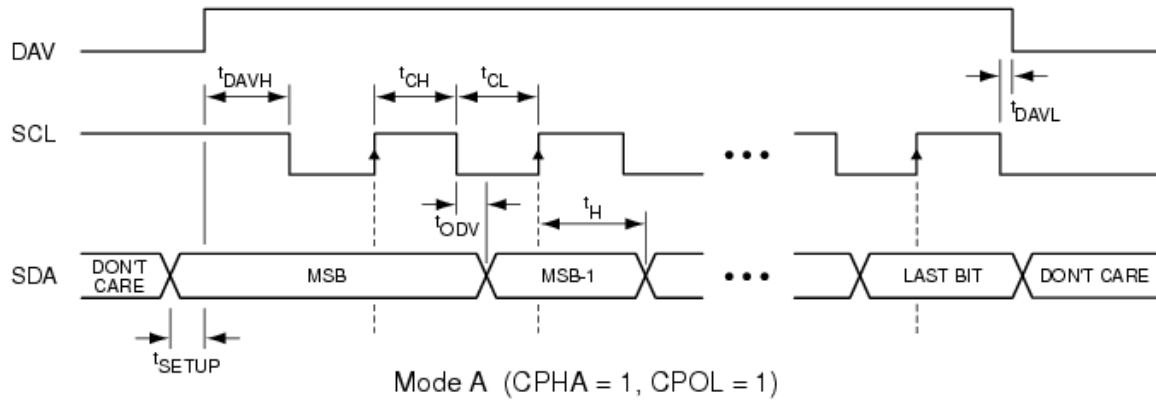 DAV
tDAVH
tCH
tCL
tDAVL
SCL
tODV
tH
SDA
DON'T
CARE
MSB
MSB-1
LAST BIT
DON'T CARE
tSETUP
Mode A (CPHA = 1, CPOL = 1)